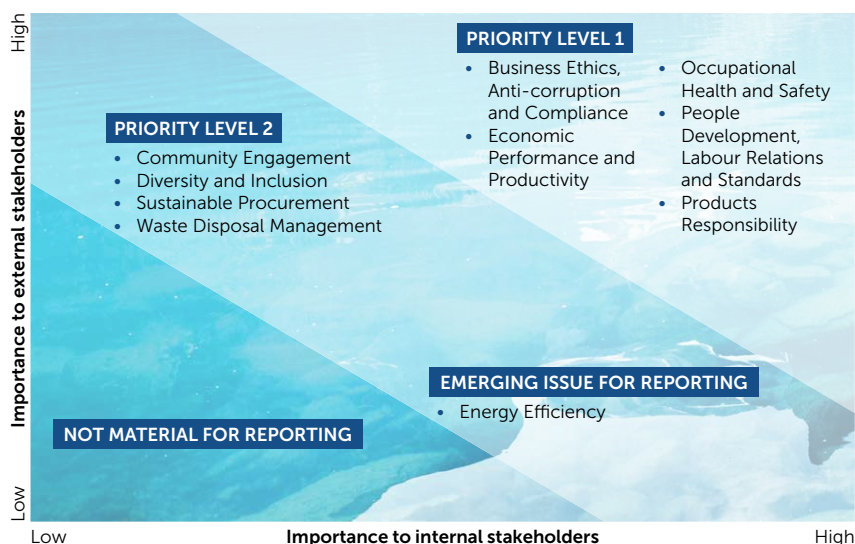 High
Importance to external stakeholders
Low
PRIORITY LEVEL 1
• Business Ethics,
Anti-corruption
and Compliance
• Economic
Performance and
Productivity
• Occupational
Health and Safety
• People
Development,
Labour Relations
and Standards
• Products
Responsibility
PRIORITY LEVEL 2
• Community Engagement
• Diversity and Inclusion
• Sustainable Procurement
• Waste Disposal Management
EMERGING ISSUE FOR REPORTING
• Energy Efficiency
NOT MATERIAL FOR REPORTING
Low
Importance to internal stakeholders
High